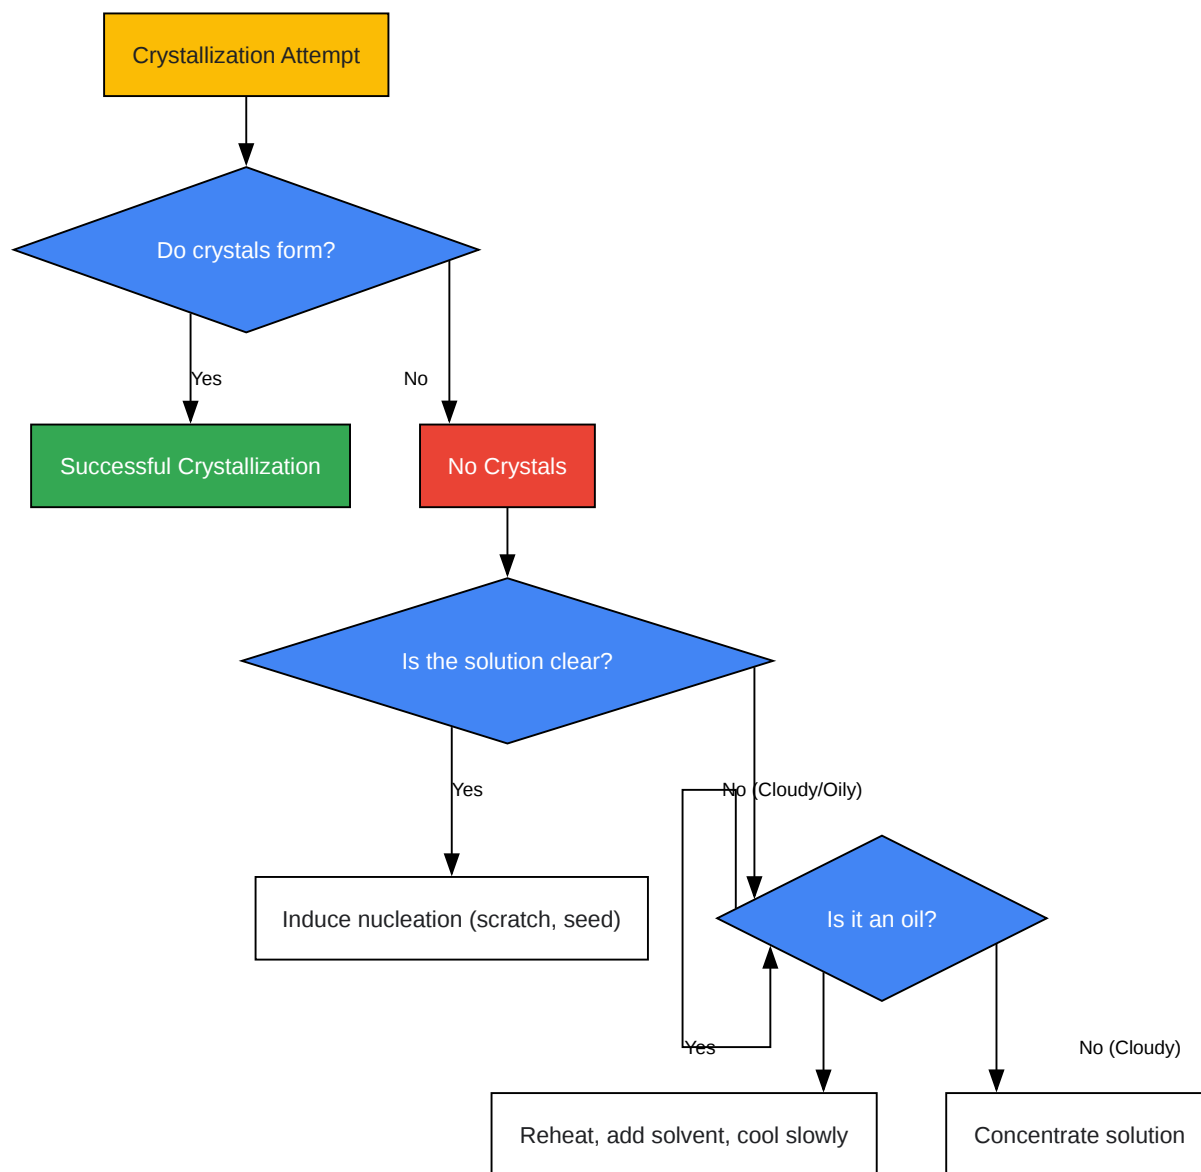 Crystallization Attempt
Do crystals form?
Yes
No
Successful Crystallization
No Crystals
Is the solution clear?
Yes
No (Cloudy/Oily)
Induce nucleation (scratch, seed)
Is it an oil?
Yes
No (Cloudy)
Reheat, add solvent, cool slowly
Concentrate solution